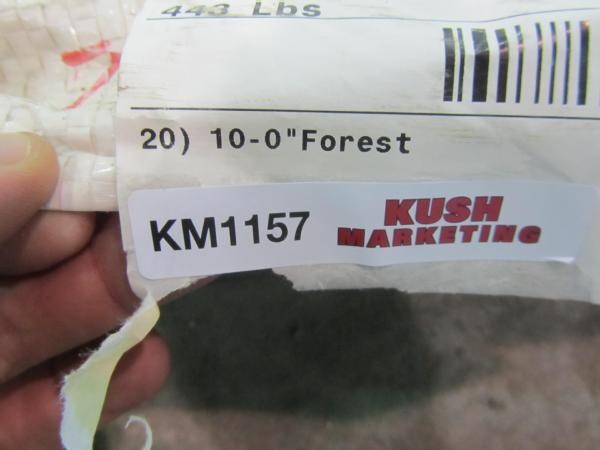 443 Lbs
20) 10-0"Forest
KM1157
KUSH
MARKETING